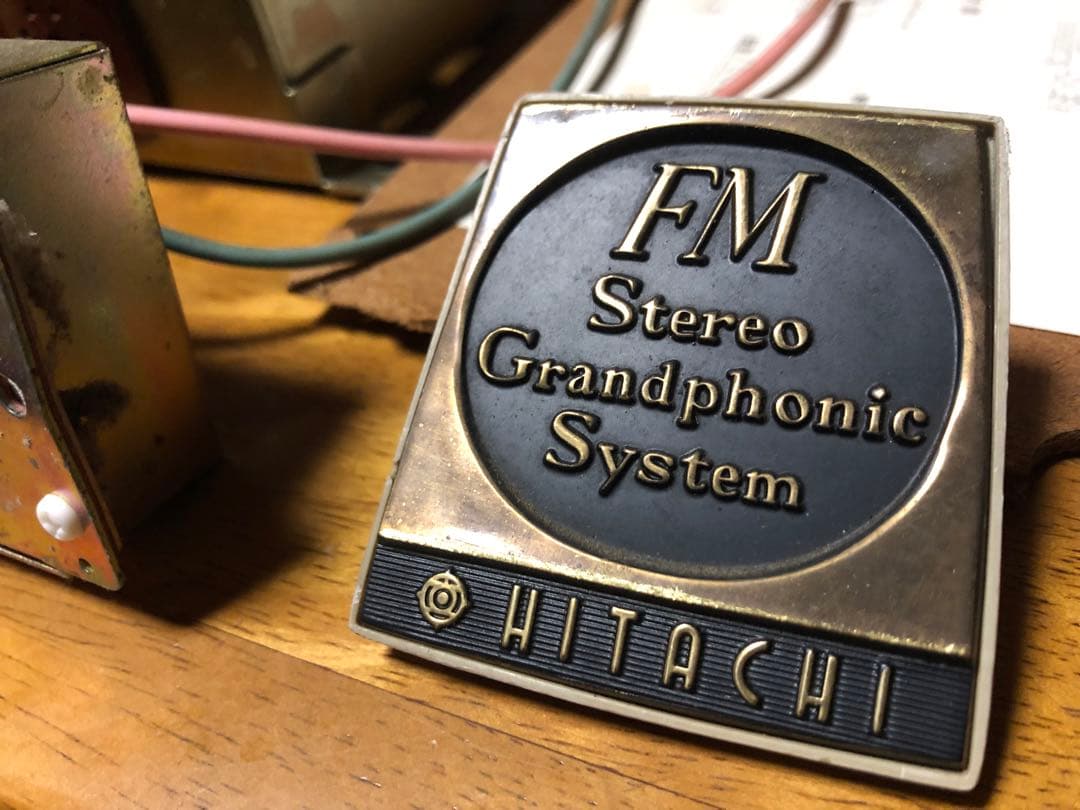 FM
Stereo
Grandphonic
System
HITACHI